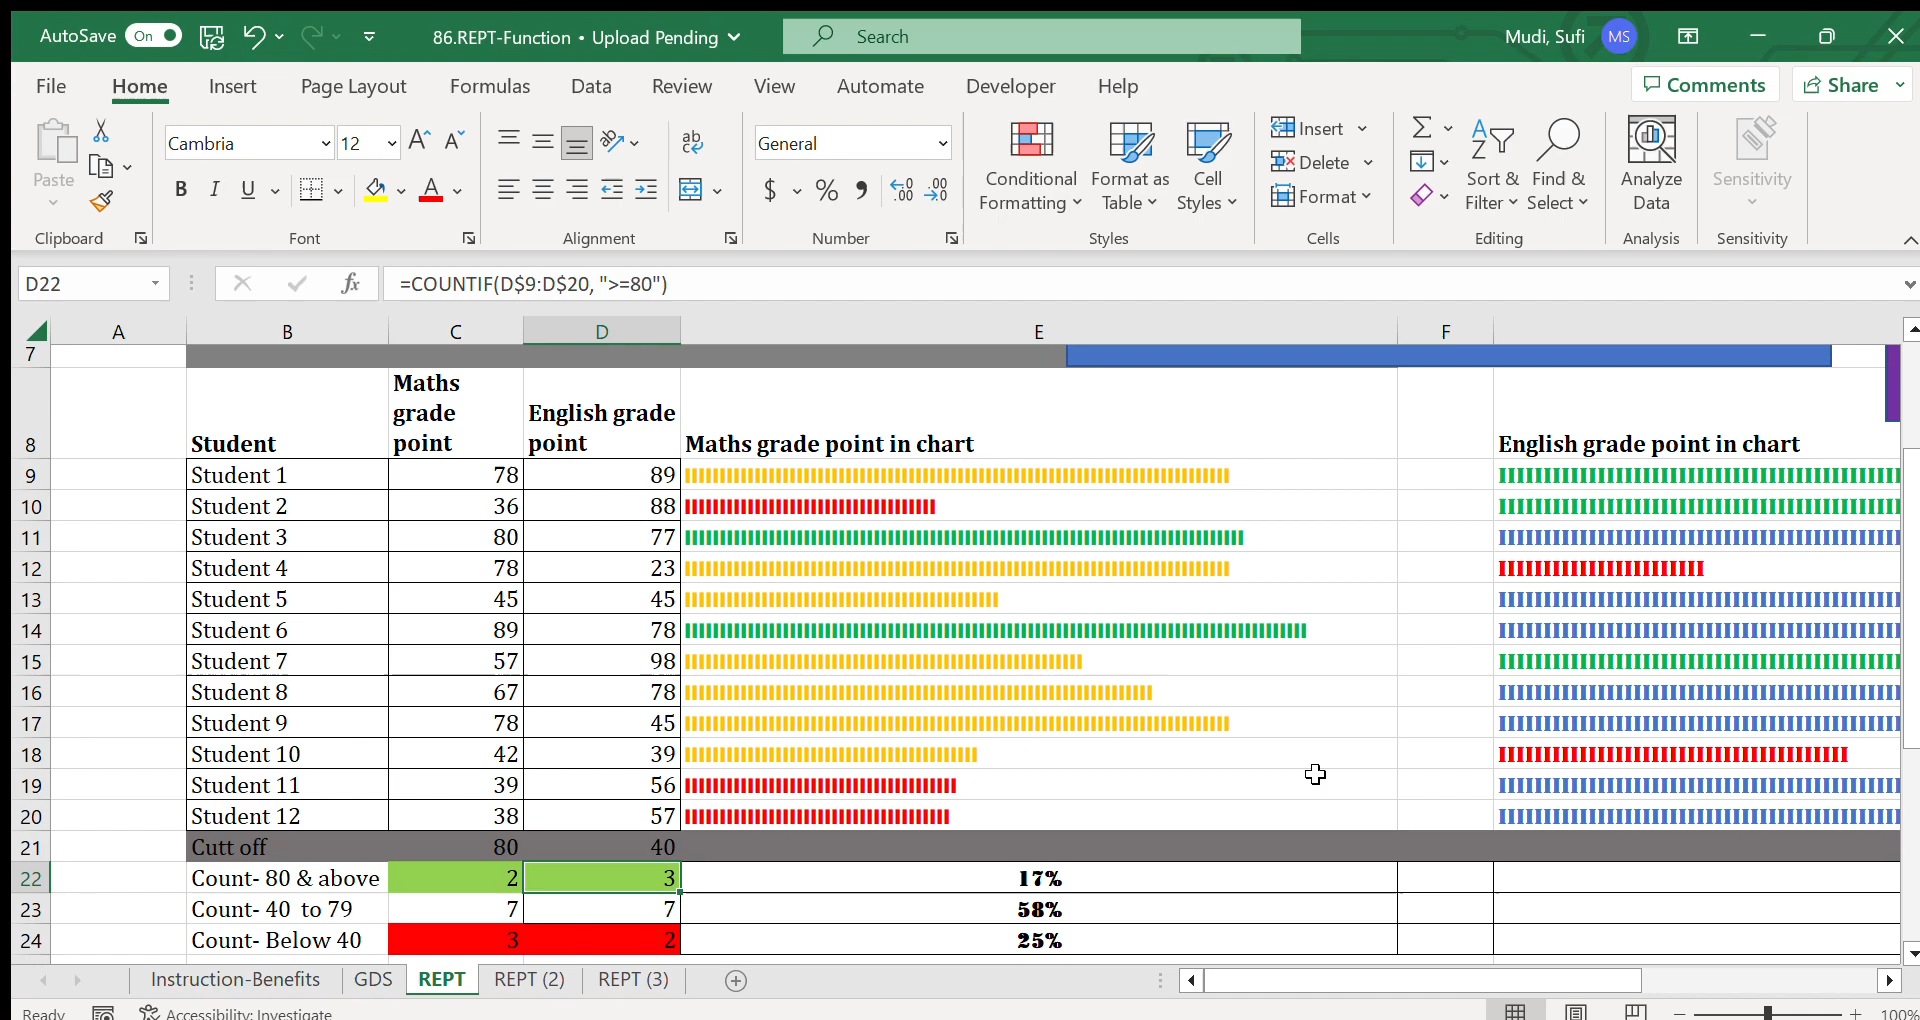 AutoSave On 86.REPT-Function • Upload Pending Search Mudi, Sufi MS
File Home Insert Page Layout Formulas Data Review View Automate Developer Help Comments Share
Paste Cambria 12 General Conditional Formatting Format as Table Cell Styles Insert Delete Format Sort & Filter Find & Select Analyze Data Sensitivity
Clipboard Font Alignment Number Styles Cells Editing Analysis Sensitivity
D22 fx =COUNTIF(D$9:D$20, ">=80")
A B C D E F
7
8 Student Maths grade point English grade point Maths grade point in chart English grade point in chart
9 Student 1 78 89
10 Student 2 36 88
11 Student 3 80 77
12 Student 4 78 23
13 Student 5 45 45
14 Student 6 89 78
15 Student 7 57 98
16 Student 8 67 78
17 Student 9 78 45
18 Student 10 42 39
19 Student 11 39 56
20 Student 12 38 57
21 Cutt off 80 40
22 Count- 80 & above 2 3 17%
23 Count- 40 to 79 7 7 58%
24 Count- Below 40 3 2 25%
Instruction-Benefits GDS REPT REPT (2) REPT (3)
Ready Accessibility: Investigate 100%